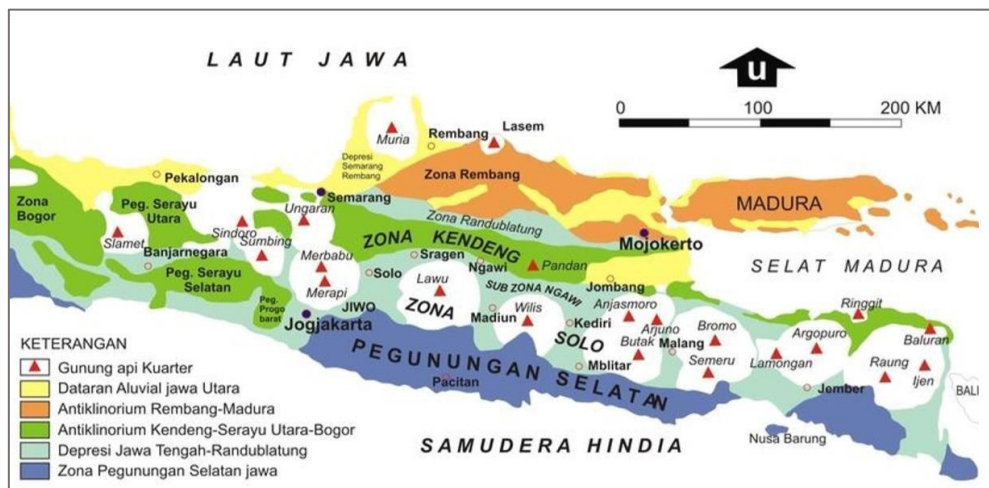 LAUT JAWA
u
0 100 200 KM
Muria
Rembang
Lasem
Depresi
Semarang
Rembang
Zona Rembang
Pekalongan
Zona
Bogor
Peg. Serayu
Utara
Semarang
Ungaran
Zona Randublatung
MADURA
Slamet
Sindoro
Sumbing
ZONA KENDENG
Mojokerto
Banjarnegara
Merbabu
Sragen
Ngawi
Pandan
SELAT MADURA
Peg. Serayu
Selatan
Solo
Lawu
SUB ZONA NGAWI
Jombang
Merapi
Peg.
Progo
barat
JIWO
Jogjakarta
ZONA
Madiun
Wilis
Kediri
Anjasmoro
Arjuno
Bromo
Ringgit
SOLO
Butak
Malang
Argopuro
Baluran
Mblitar
Semeru
Lamongan
Raung
Ijen
PEGUNUNGAN SELATAN
Pacitan
Jember
BALI
Nusa Barung
SAMUDERA HINDIA
KETERANGAN
Gunung api Kuarter
Dataran Aluvial jawa Utara
Antiklinorium Rembang-Madura
Antiklinorium Kendeng-Serayu Utara-Bogor
Depresi Jawa Tengah-Randublatung
Zona Pegunungan Selatan jawa